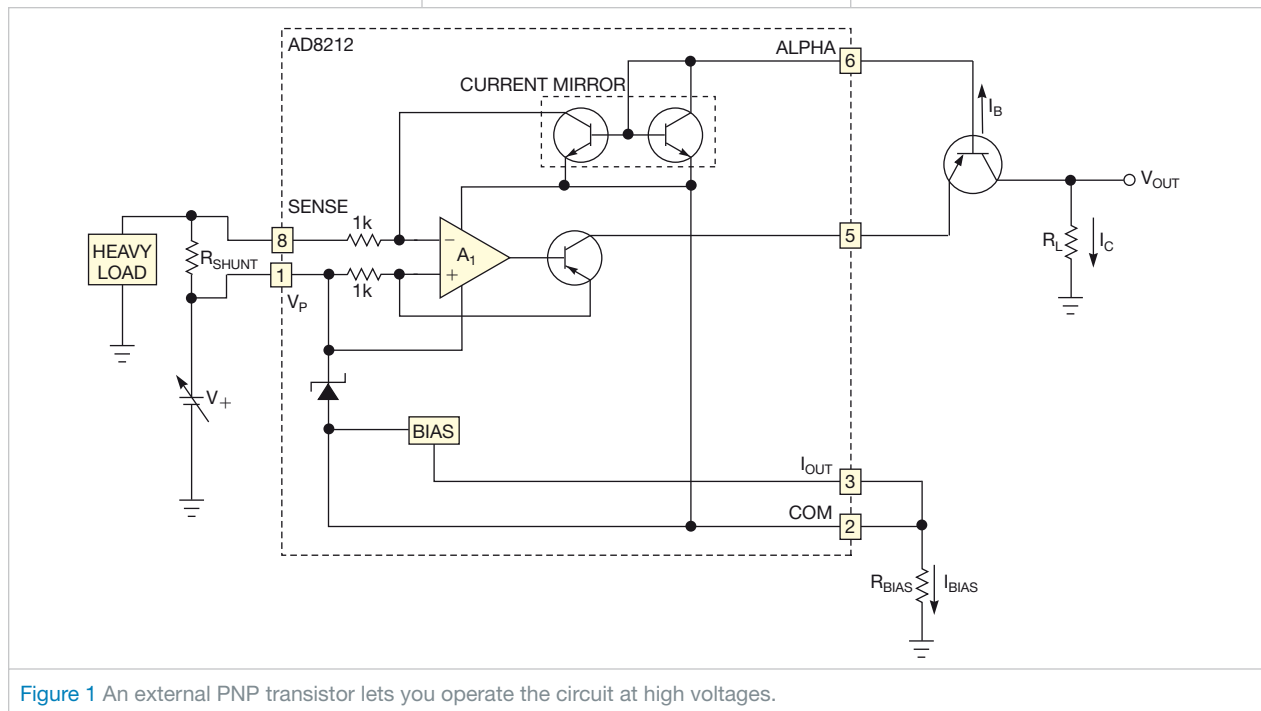 AD8212
ALPHA
6
CURRENT MIRROR
I_B
V_OUT
SENSE
1k
8
5
HEAVY
LOAD
R_SHUNT
−
A_1
R_L
I_C
1
+
1k
V_P
V_+
BIAS
I_OUT
3
COM
2
R_BIAS
I_BIAS
Figure 1 An external PNP transistor lets you operate the circuit at high voltages.